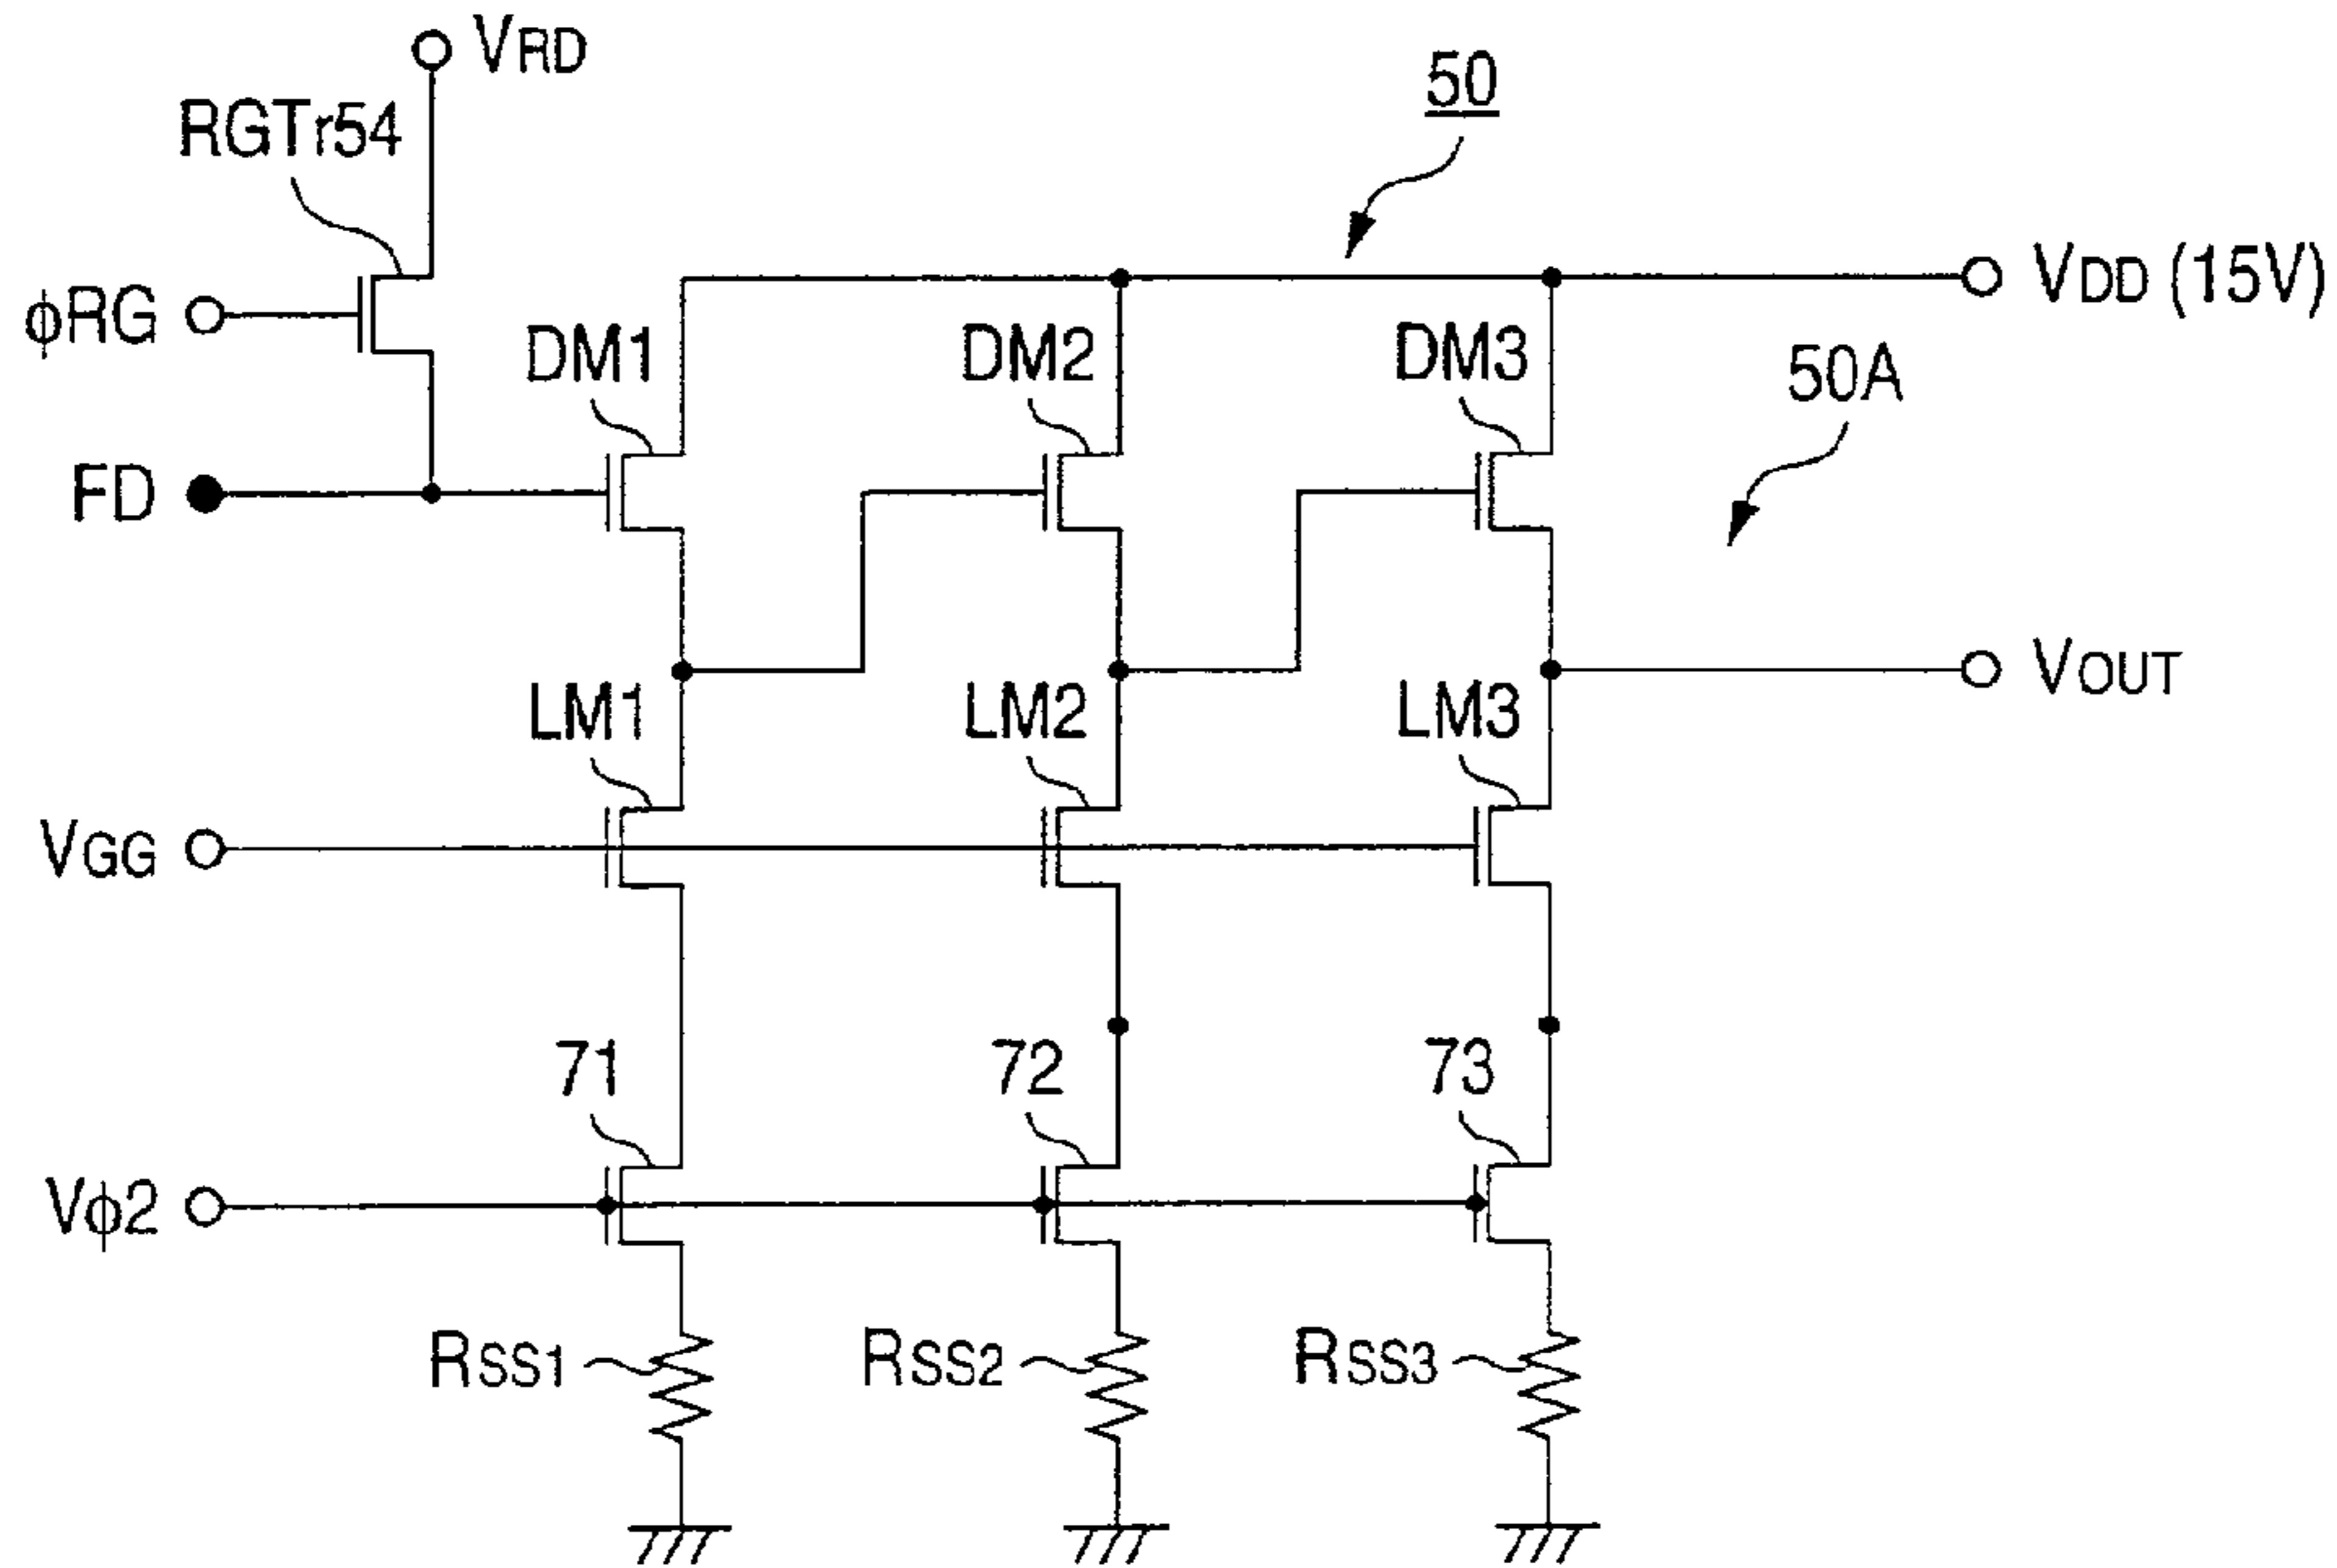 VRD
50
RGTr54
φRG
VDD (15V)
DM1
DM2
DM3
50A
FD
LM1
LM2
LM3
VOUT
VGG
71
72
73
Vφ2
RSS1
RSS2
RSS3